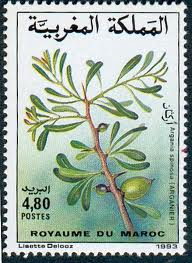 المملكة المغربية
أركان
Argania spinosa (ARGANIER)
البريد
4,80
POSTES
ROYAUME DU MAROC
Lisette Delooz
1993